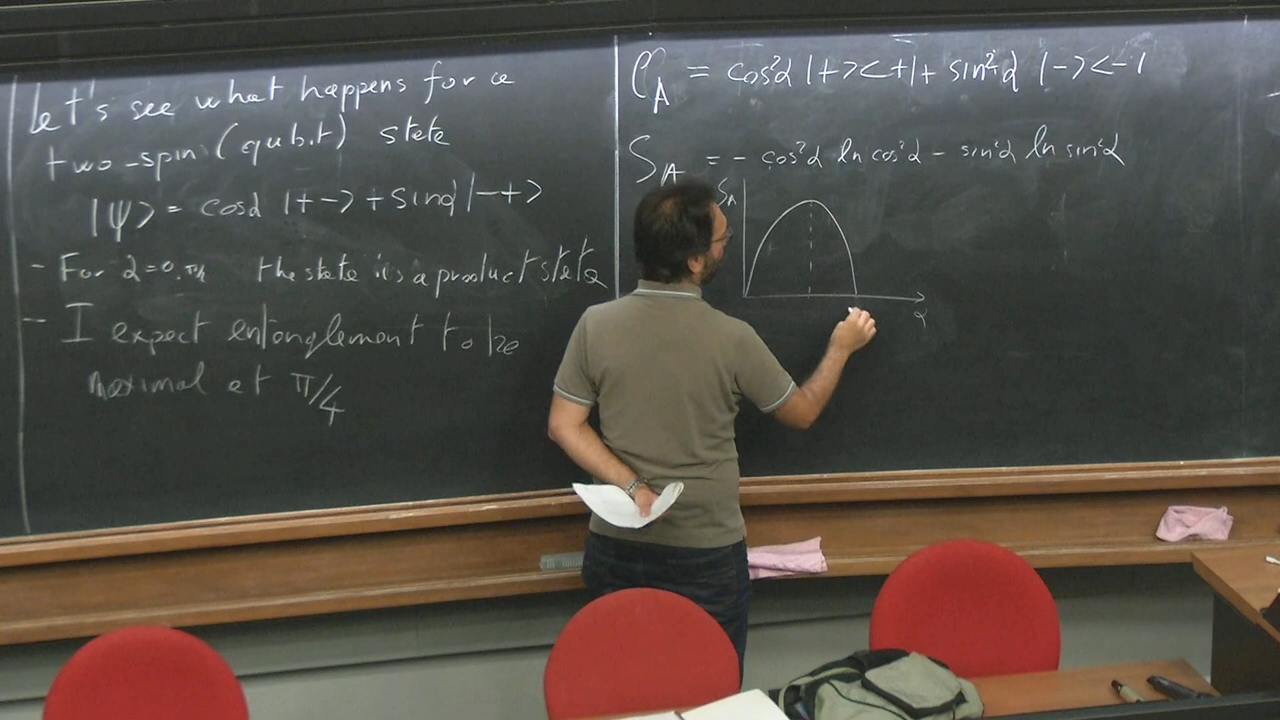 Let's see what happens for a
two-spin (qubit) state
|ψ> = cosα |+-> + sinα |-+>
- For α=0,π/2 the state is a product state
- I expect entanglement to be
maximal at π/4
ρ_A = cos²α |+><+| + sin²α |-><-|
S_A = - cos²α ln cos²α - sin²α ln sin²α
S_A
α